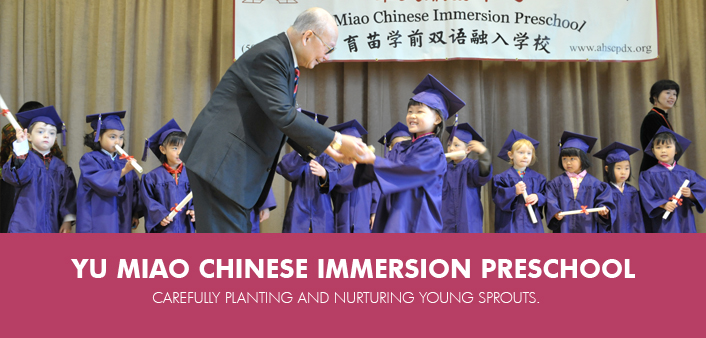 Miao Chinese Immersion Preschool
育苗学前双语融入学校
www.ahscpdx.org
YU MIAO CHINESE IMMERSION PRESCHOOL
CAREFULLY PLANTING AND NURTURING YOUNG SPROUTS.